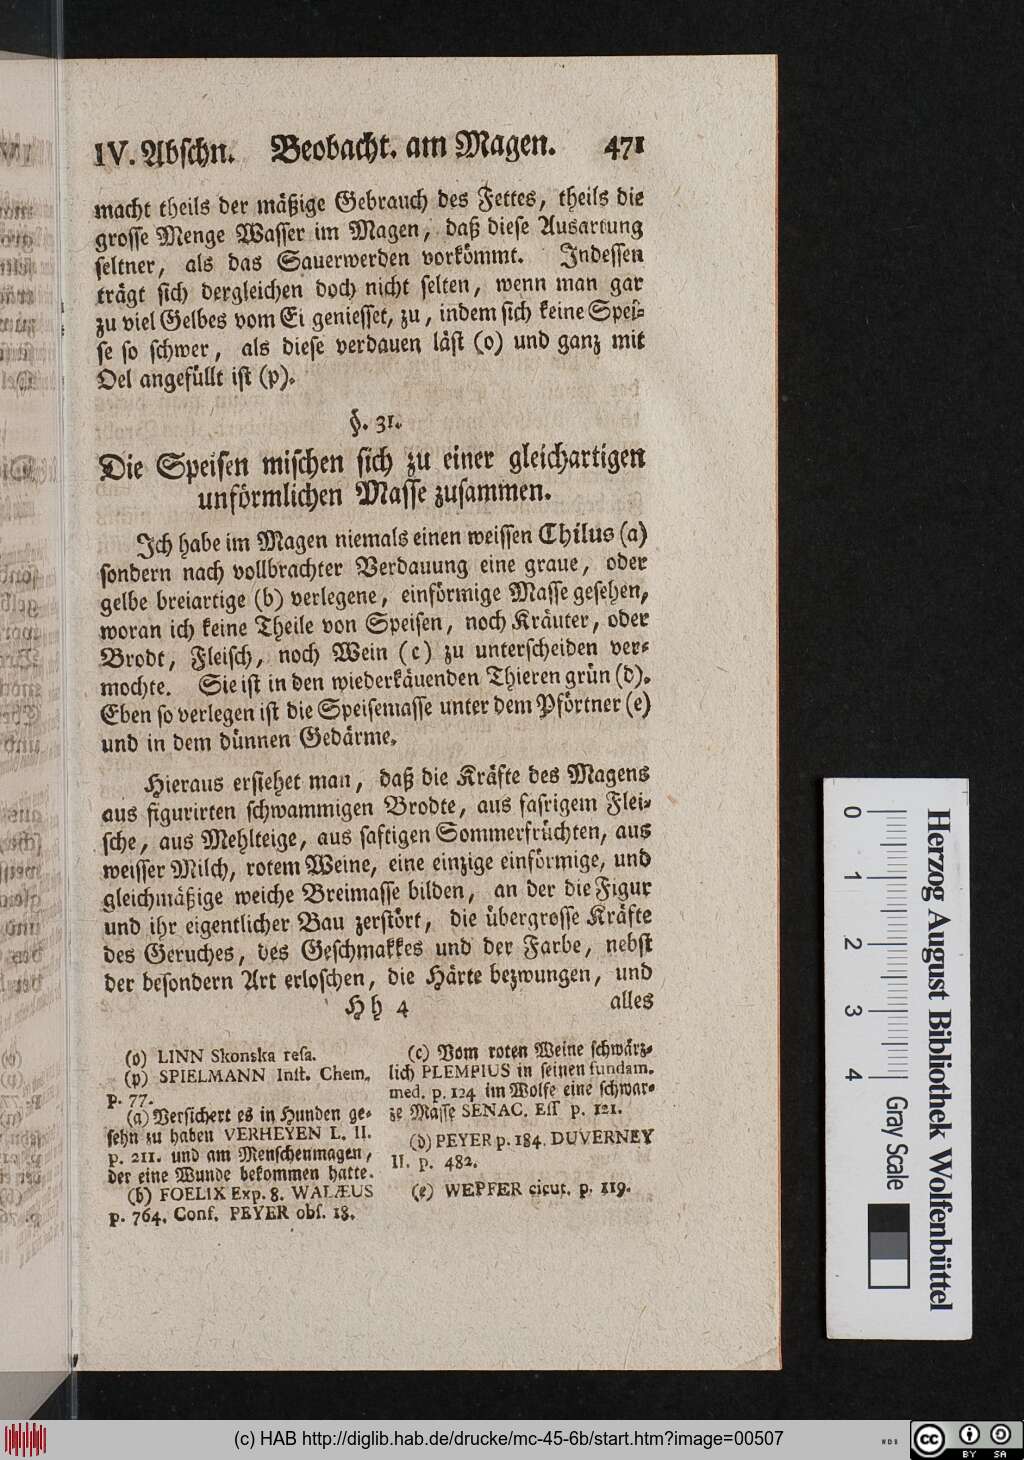 IV. Abschn. Beobacht. am Magen. 471
macht theils der mäßige Gebrauch des Fettes, theils die
grosse Menge Wasser im Magen, daß diese Ausartung
seltner, als das Sauerwerden vorkömmt. Indessen
trägt sich dergleichen doch nicht selten, wenn man gar
zu viel Gelbes vom Ei geniesset, zu, indem sich keine Spei-
se so schwer, als diese verdauen läst (o) und ganz mit
Oel angefüllt ist (p).
§. 31.
Die Speisen mischen sich zu einer gleichartigen
unförmlichen Masse zusammen.
Ich habe im Magen niemals einen weissen Chilus (a)
sondern nach vollbrachter Verdauung eine graue, oder
gelbe breiartige (b) verlegene, einförmige Masse gesehen,
woran ich keine Theile von Speisen, noch Kräuter, oder
Brodt, Fleisch, noch Wein (c) zu unterscheiden ver-
mochte. Sie ist in den wiederkäuenden Thieren grün (d).
Eben so verlegen ist die Speisemasse unter dem Pförtner (e)
und in dem dünnen Gedärme.
Hieraus ersiehet man, daß die Kräfte des Magens
aus figurirten schwammigen Brodte, aus fasrigem Flei-
sche, aus Mehlteige, aus saftigen Sommerfrüchten, aus
weisser Milch, rotem Weine, eine einzige einförmige, und
gleichmäßige weiche Breimasse bilden, an der die Figur
und ihr eigentlicher Bau zerstört, die übergrosse Kräfte
des Geruches, des Geschmakkes und der Farbe, nebst
der besondern Art erloschen, die Härte bezwungen, und
Hh 4 alles
(o) LINN Skonska resa.
(p) SPIELMANN Inst. Chem.
p. 77.
(a) Versichert es in Hunden ge-
sehn zu haben VERHEYEN L. II.
p. 211. und am Menschenmagen,
der eine Wunde bekommen hatte.
(b) FOELIX Exp. 8. WALÆUS
p. 764. Conf. PEYER obs. 18.
(c) Vom roten Weine schwärz-
lich PLEMPIUS in seinen fundam.
med. p. 124 im Wolfe eine schwar-
ze Masse SENAC. Ess p. 121.
(d) PEYER p. 184. DUVERNEY
II. p. 482.
(e) WEPFER cicut. p. 119.
0 1 2 3 4 Gray Scale
Herzog August Bibliothek Wolfenbüttel
(c) HAB http://diglib.hab.de/drucke/mc-45-6b/start.htm?image=00507
cc BY SA